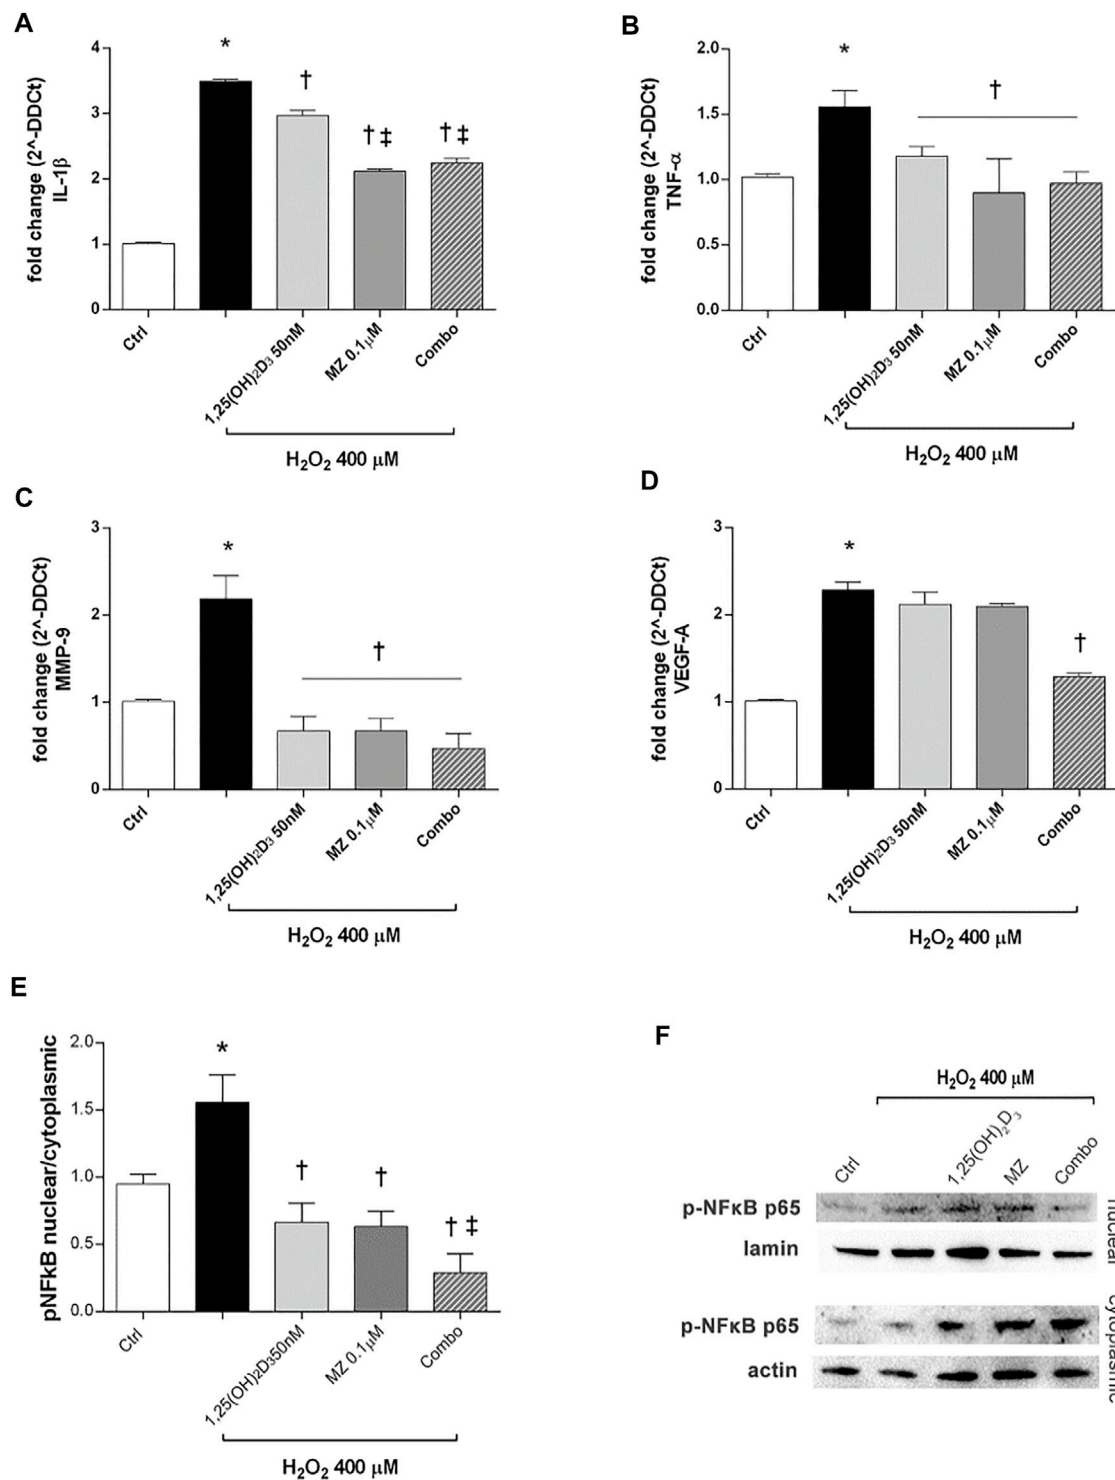 A
fold change (2^-DDCt)
IL-1β
4
3
2
1
0
*
†
†‡
†‡
Ctrl
1,25(OH)₂D₃ 50nM
MZ 0.1μM
Combo
H₂O₂ 400 μM
B
fold change (2^-DDCt)
TNF-α
2.0
1.5
1.0
0.5
0.0
*
†
Ctrl
1,25(OH)₂D₃ 50nM
MZ 0.1μM
Combo
H₂O₂ 400 μM
C
fold change (2^-DDCt)
MMP-9
3
2
1
0
*
†
Ctrl
1,25(OH)₂D₃ 50nM
MZ 0.1μM
Combo
H₂O₂ 400 μM
D
fold change (2^-DDCt)
VEGF-A
3
2
1
0
*
†
Ctrl
1,25(OH)₂D₃ 50nM
MZ 0.1μM
Combo
H₂O₂ 400 μM
E
pNFkB nuclear/cytoplasmic
2.0
1.5
1.0
0.5
0.0
*
†
†
†‡
Ctrl
1,25(OH)₂D350nM
MZ 0.1μM
Combo
H₂O₂ 400 μM
F
H₂O₂ 400 μM
Ctrl
1,25(OH)₂D₃
MZ
Combo
p-NFκB p65
lamin
nuclear
p-NFκB p65
actin
cytoplasmic